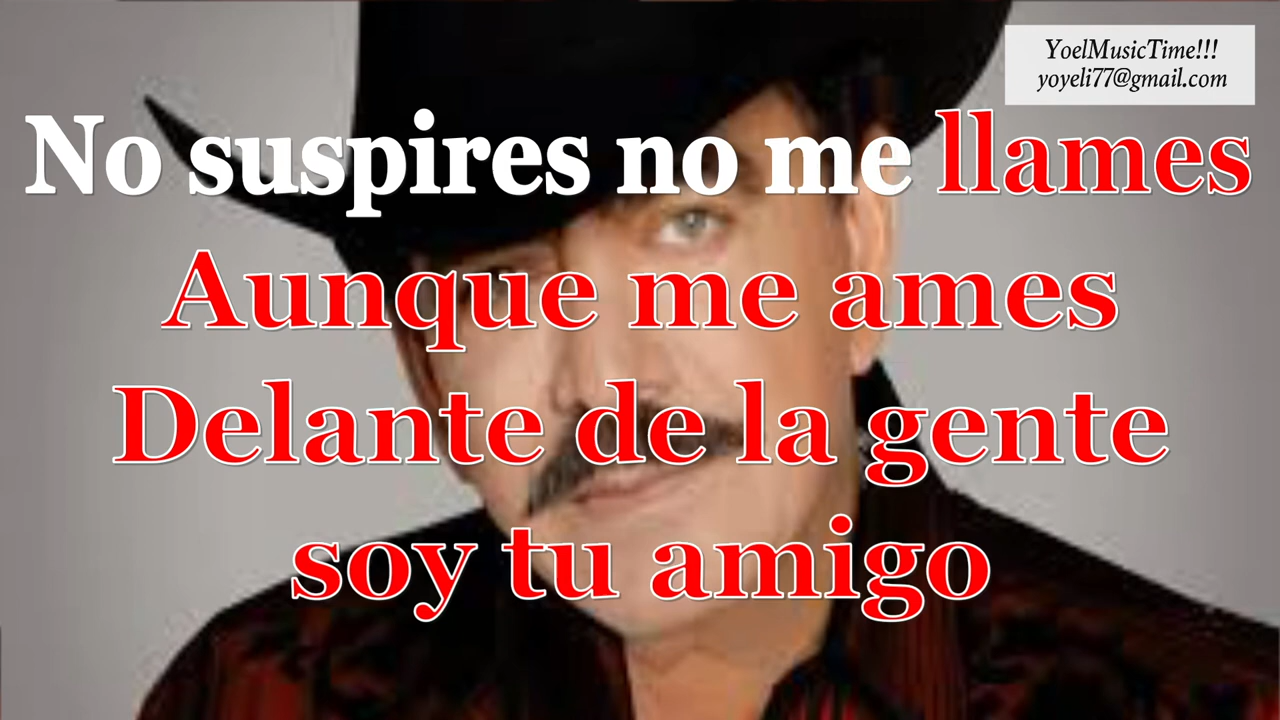 YoelMusicTime!!!
yoyeli77@gmail.com
No suspires no me llames
Aunque me ames
Delante de la gente
soy tu amigo